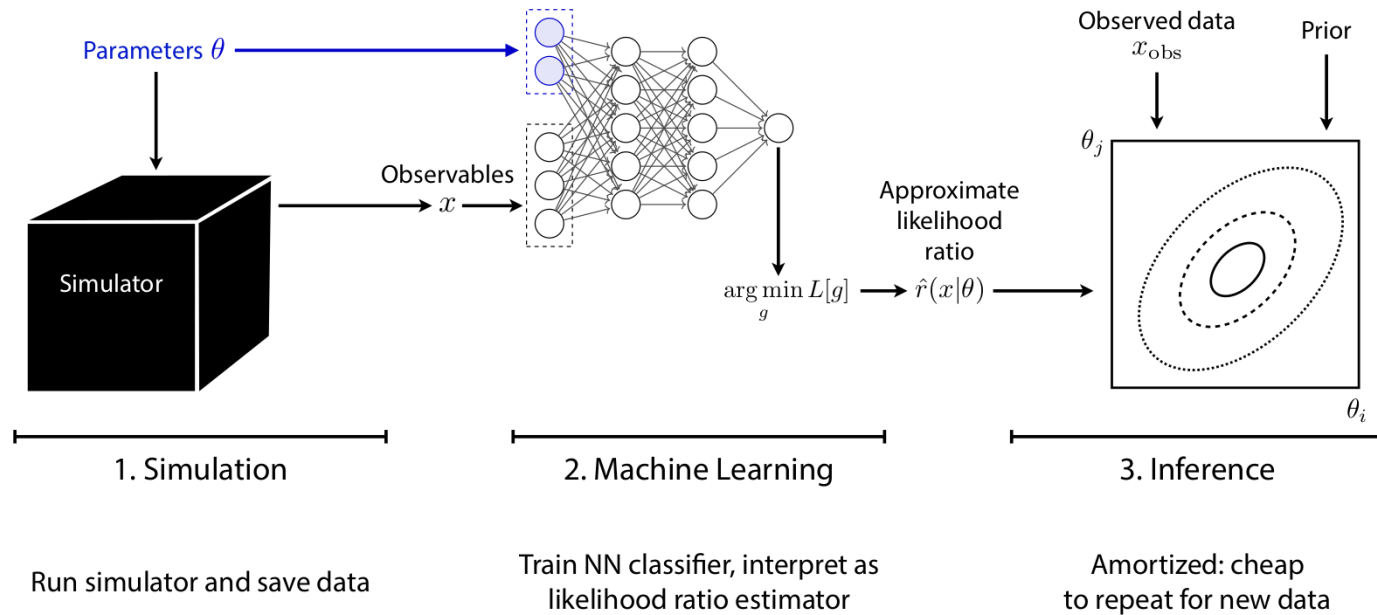 Parameters θ
Simulator
Observables
x
arg min L[g]
g
Approximate
likelihood
ratio
r̂(x|θ)
Observed data
x_obs
Prior
θ_j
θ_i
1. Simulation
2. Machine Learning
3. Inference
Run simulator and save data
Train NN classifier, interpret as
likelihood ratio estimator
Amortized: cheap
to repeat for new data